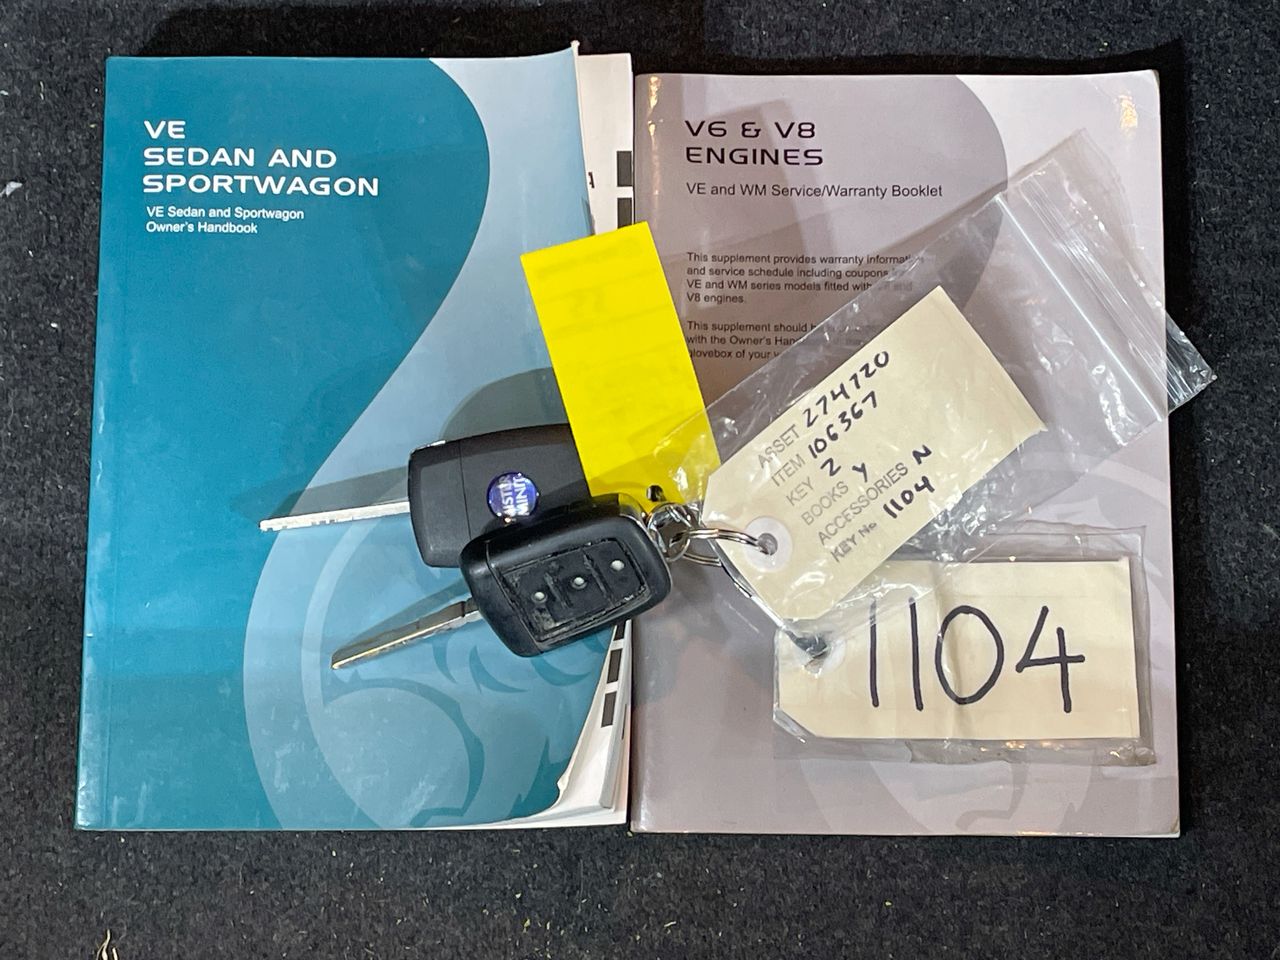 VE
SEDAN AND
SPORTWAGON
VE Sedan and Sportwagon
Owner's Handbook
V6 & V8
ENGINES
VE and WM Service/Warranty Booklet
This supplement provides warranty
and service schedule including coupons
VE and WM series models fitted with and
V8 engines.
This supplement should
with the Owner's
glovebox of your
ASSET 274720
ITEM 106367
KEY 2
BOOKS Y
ACCESSORIES N
KEY No 1104
1104
MISTER
MINIT